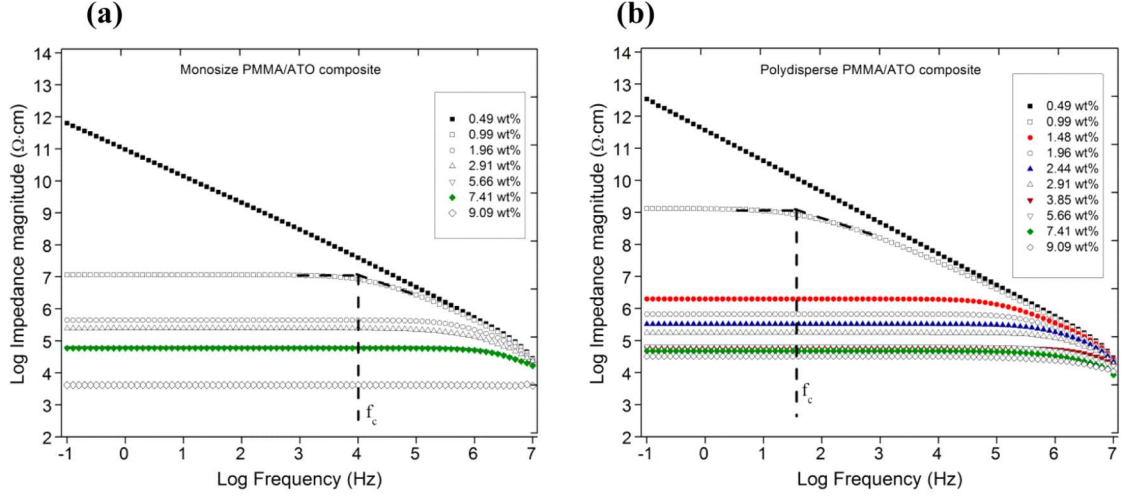 (a)
Monosize PMMA/ATO composite
Log Impedance magnitude (Ω·cm)
14
13
12
11
10
9
8
7
6
5
4
3
2
0.49 wt%
0.99 wt%
1.96 wt%
2.91 wt%
5.66 wt%
7.41 wt%
9.09 wt%
fc
-1 0 1 2 3 4 5 6 7
Log Frequency (Hz)
(b)
Polydisperse PMMA/ATO composite
Log Impedance magnitude (Ω·cm)
14
13
12
11
10
9
8
7
6
5
4
3
2
0.49 wt%
0.99 wt%
1.48 wt%
1.96 wt%
2.44 wt%
2.91 wt%
3.85 wt%
5.66 wt%
7.41 wt%
9.09 wt%
fc
-1 0 1 2 3 4 5 6 7
Log Frequency (Hz)